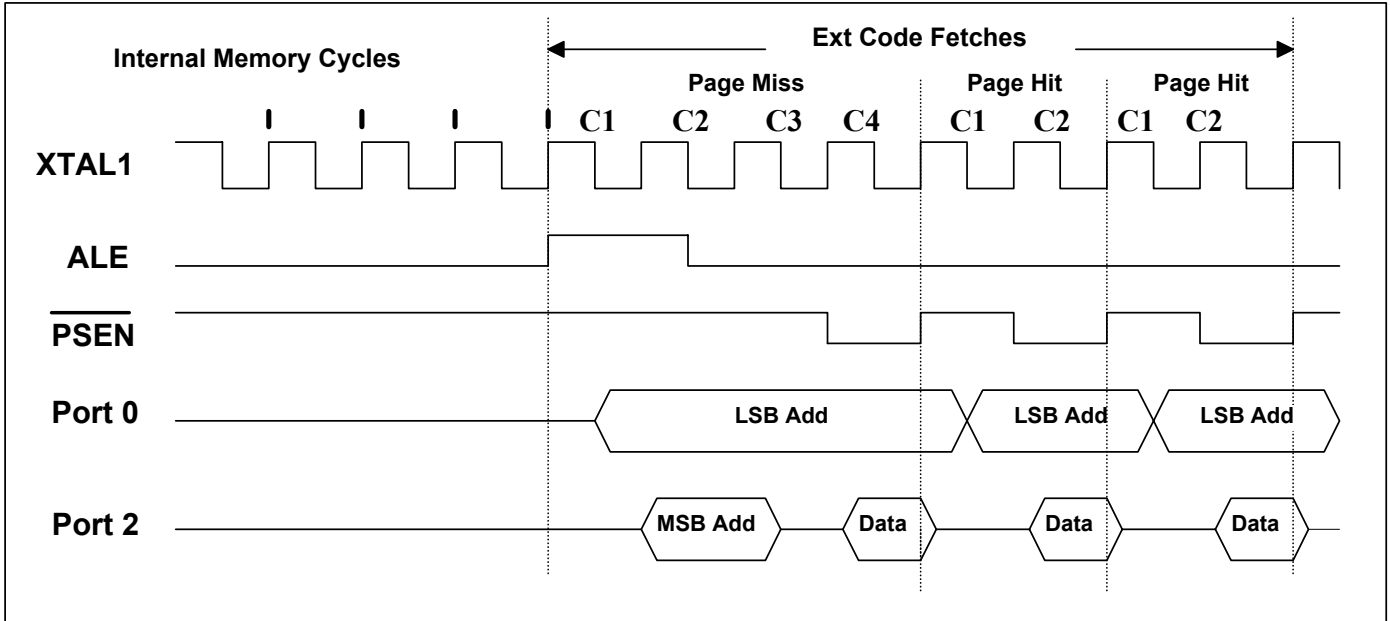 Internal Memory Cycles
Ext Code Fetches
Page Miss Page Hit Page Hit
C1 C2 C3 C4 C1 C2 C1 C2
XTAL1
ALE
PSEN
Port 0 LSB Add LSB Add LSB Add
Port 2 MSB Add Data Data Data